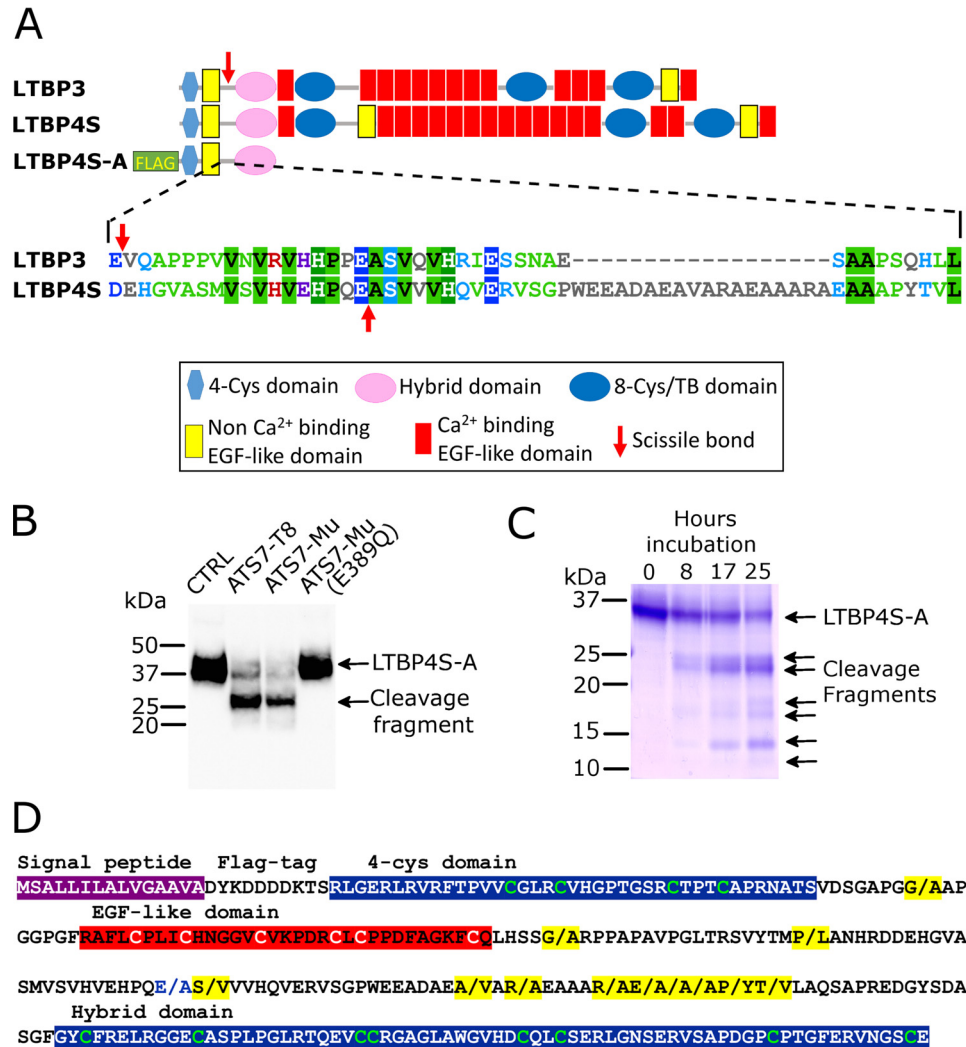 A
LTBP3
LTBP4S
LTBP4S-A FLAG
LTBP3 EVQAPPPVVNVRVHHPPEASVQVHRIESSNAE----------------SAAPSQHLL
LTBP4S DEHGVASMVSVHVEHPQEASVVVHQVERVSGPWEEADAEAVARAEAAARAEAAAPYTVL
4-Cys domain
Hybrid domain
8-Cys/TB domain
Non Ca2+ binding EGF-like domain
Ca2+ binding EGF-like domain
Scissile bond
B
CTRL
ATS7-T8
ATS7-Mu
ATS7-Mu (E389Q)
kDa
50
37
25
20
LTBP4S-A
Cleavage fragment
C
Hours incubation
0 8 17 25
kDa
37
25
20
15
10
LTBP4S-A
Cleavage Fragments
D
Signal peptide Flag-tag 4-cys domain
MSALLILALVGAAVADYKDDDDKTSRLGERLRVRFTPVVCGLRCVHGPTGSRCTPTCAPRNATSVDSGAPGG/AAP
EGF-like domain
GGPGFRAFLCPLICHNGGVCVKPDRCLCPPDFAGKFCQLHSSG/ARPPAPAVPGLTRSVYTMP/LANHRDDEHGVA
SMVSVHVEHPQE/AS/VVVHQVERVSGPWEEADAEA/VAR/AEAAAR/AE/A/A/AP/YT/VLAQSAPREDGYSDA
Hybrid domain
SGFGYCFRELRGGECASPLPGLRTQEVCCRGAGLAWGVHDCQLCSERLGNSERVSAPDGPCPTGFERVNGSCE